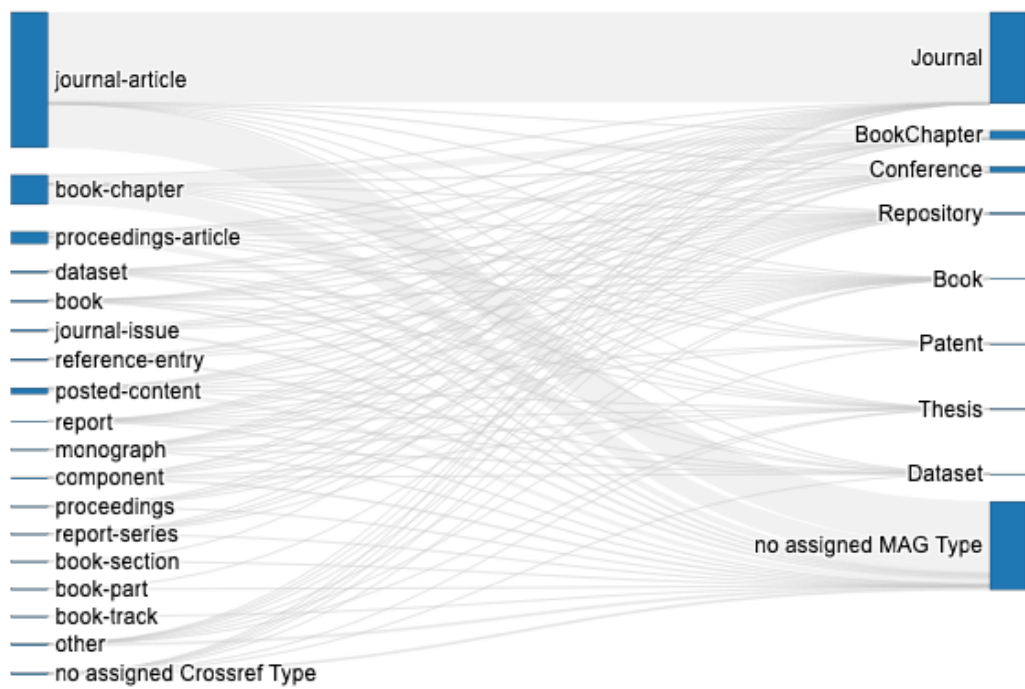 journal-article
book-chapter
proceedings-article
dataset
book
journal-issue
reference-entry
posted-content
report
monograph
component
proceedings
report-series
book-section
book-part
book-track
other
no assigned Crossref Type
Journal
BookChapter
Conference
Repository
Book
Patent
Thesis
Dataset
no assigned MAG Type